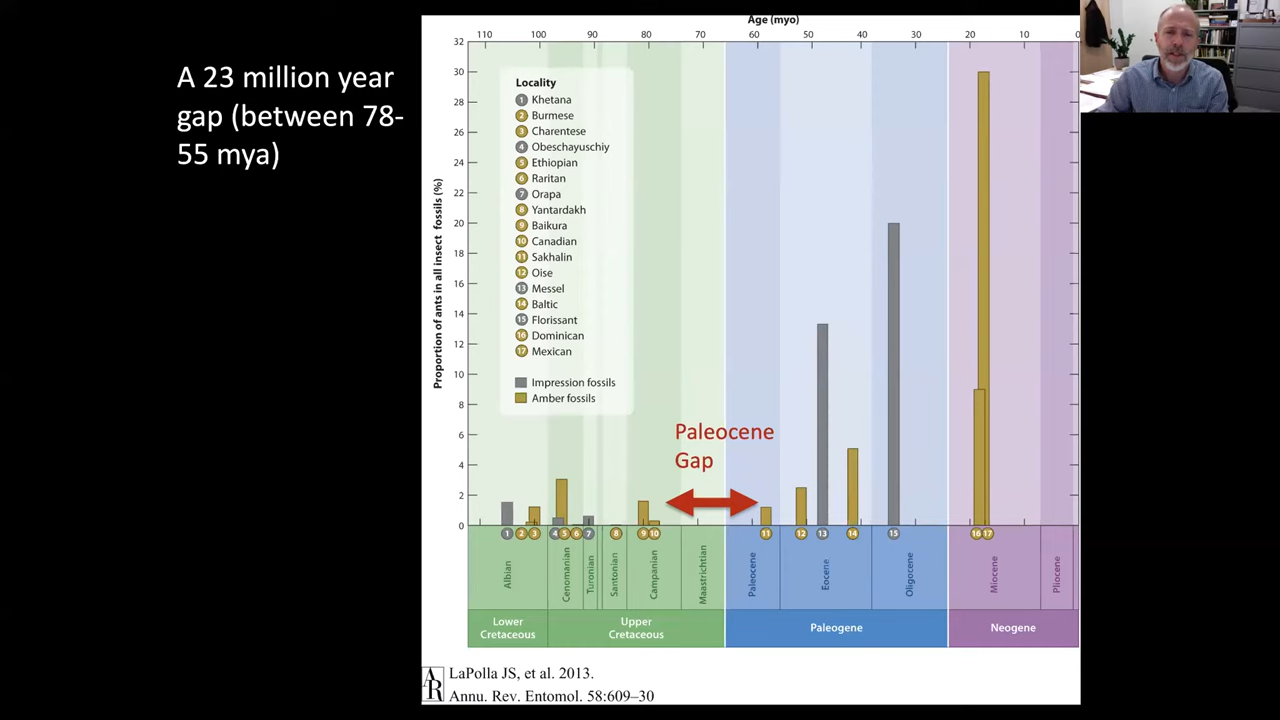 A 23 million year
gap (between 78-
55 mya)
Age (myo)
110 100 90 80 70 60 50 40 30 20 10 0
Proportion of ants in all insect fossils (%)
32
30
28
26
24
22
20
18
16
14
12
10
8
6
4
2
0
Locality
1 Khetana
2 Burmese
3 Charentese
4 Obeschayuschiy
5 Ethiopian
6 Raritan
7 Orapa
8 Yantardakh
9 Baikura
10 Canadian
11 Sakhalin
12 Oise
13 Messel
14 Baltic
15 Florissant
16 Dominican
17 Mexican
Impression fossils
Amber fossils
Paleocene
Gap
1 2 3 4 5 6 7 8 9 10 11 12 13 14 15 16 17
Albian Cenomanian Turonian Santonian Campanian Maastrichtian Paleocene Eocene Oligocene Miocene Pliocene
Lower
Cretaceous
Upper
Cretaceous
Paleogene
Neogene
AR
LaPolla JS, et al. 2013.
Annu. Rev. Entomol. 58:609–30